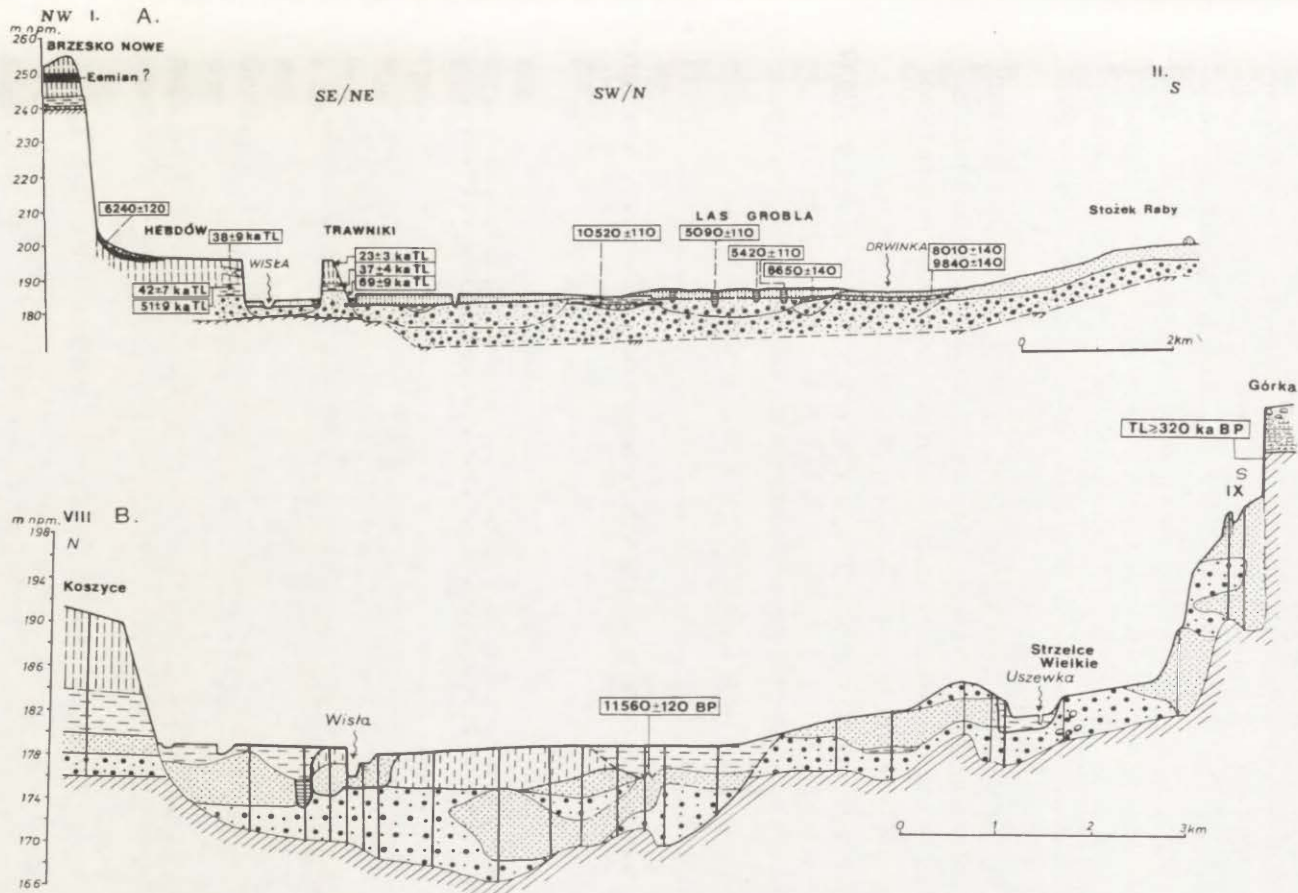 NW I. A.
m npm.
260
BRZESKO NOWE
250
Eemian ?
240
230
220
210
200
190
180
SE/NE
SW/N
II.
S
6240±120
HEBDÓW
38±9 ka TL
WISŁA
42±7 ka TL
51±9 ka TL
TRAWNIKI
23±3 ka TL
37±4 ka TL
69±9 ka TL
10520±110
LAS GROBLA
5090±110
5420±110
6650±140
DRWINKA
8010±140
9840±140
Stożek Raby
0 2km
Górka
TL≥320 ka BP
S
IX
m npm. VIII B.
198
N
194
Koszyce
190
186
182
178
174
170
166
Wisła
11560±120 BP
Strzelce
Wielkie
Uszewka
0 1 2 3km